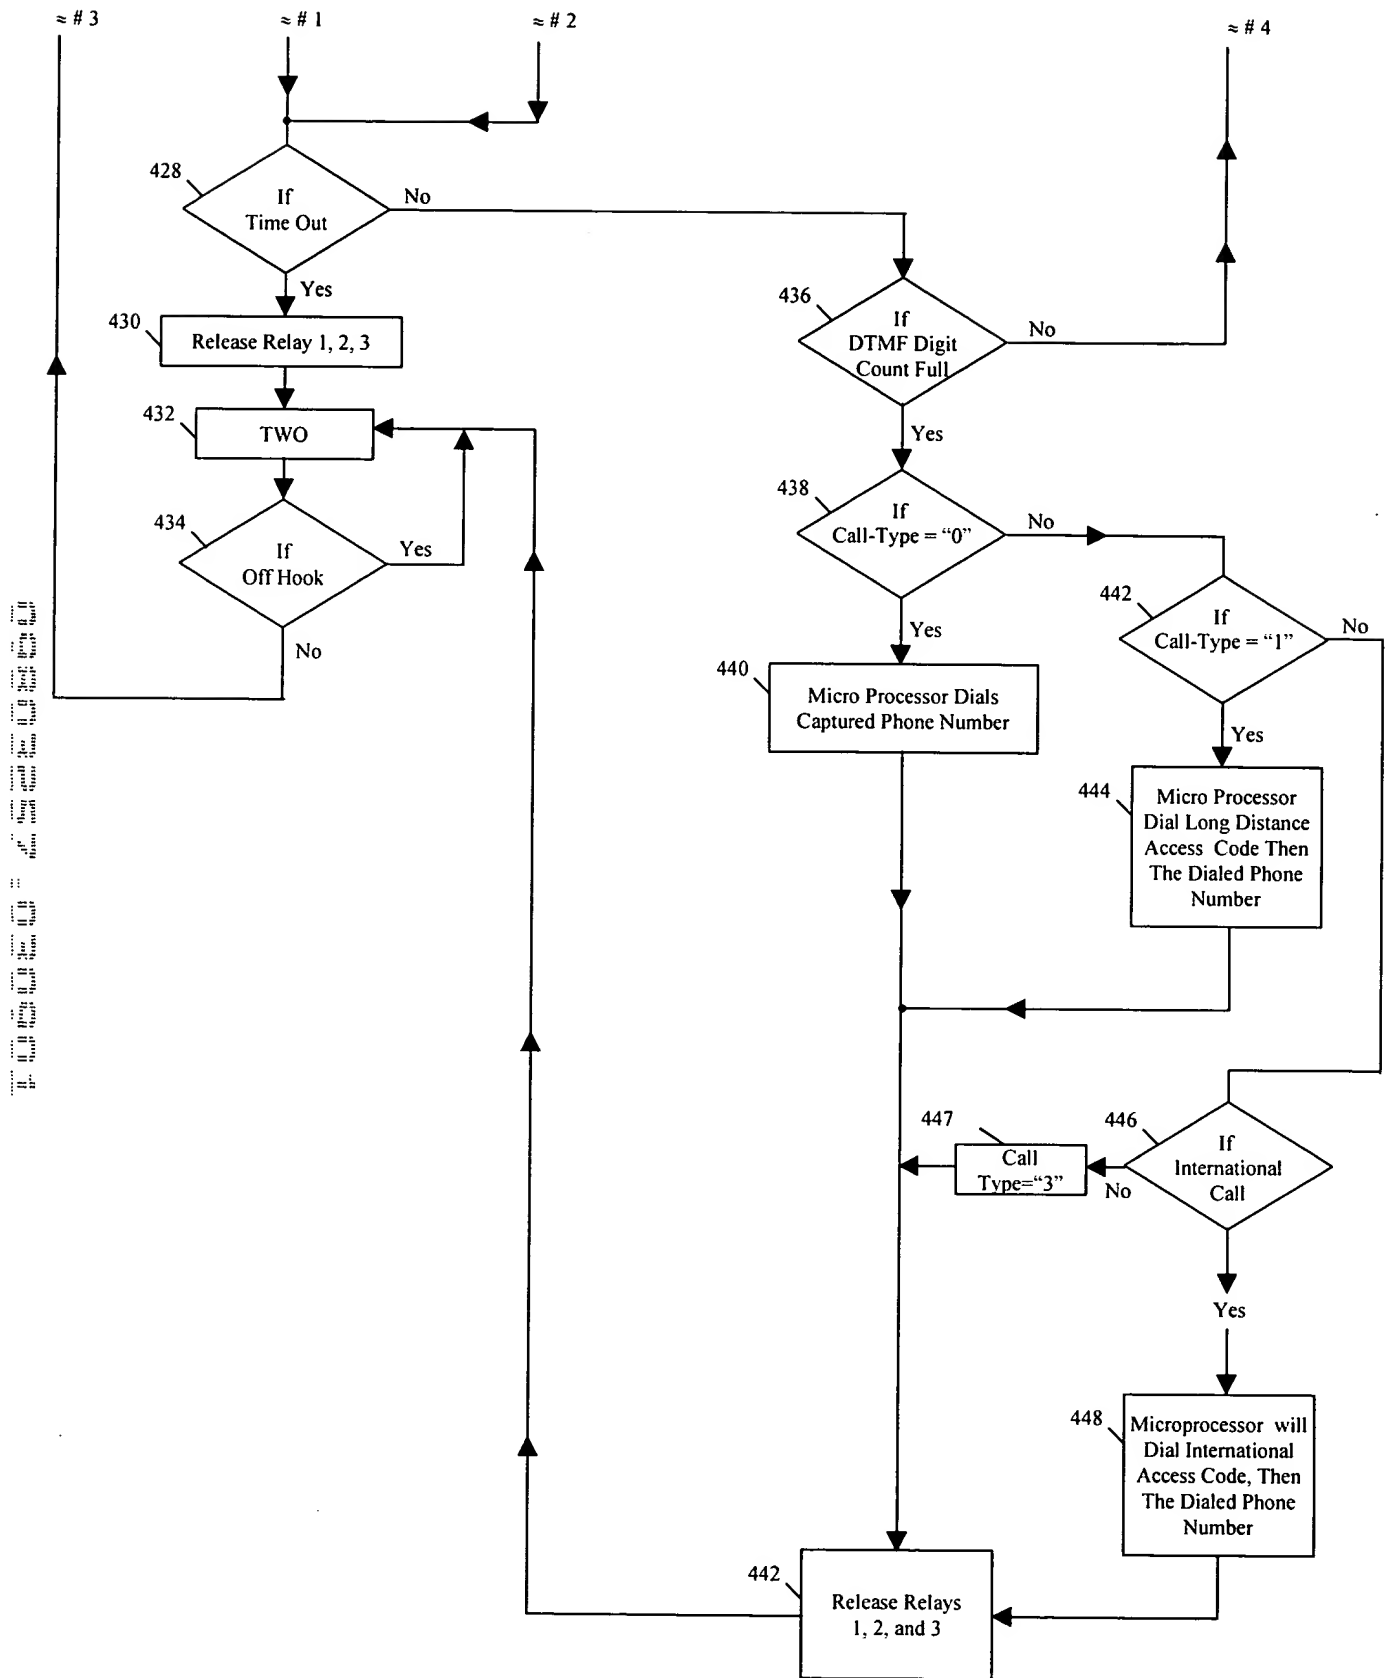 ≈ # 3
≈ # 1
≈ # 2
≈ # 4
428
If
Time Out
No
Yes
430
Release Relay 1, 2, 3
432
TWO
434
If
Off Hook
Yes
No
436
If
DTMF Digit
Count Full
No
Yes
438
If
Call-Type = “0”
No
Yes
440
Micro Processor Dials
Captured Phone Number
442
If
Call-Type = “1”
No
Yes
444
Micro Processor
Dial Long Distance
Access Code Then
The Dialed Phone
Number
446
If
International
Call
No
447
Call
Type=“3”
Yes
448
Microprocessor will
Dial International
Access Code, Then
The Dialed Phone
Number
442
Release Relays
1, 2, and 3